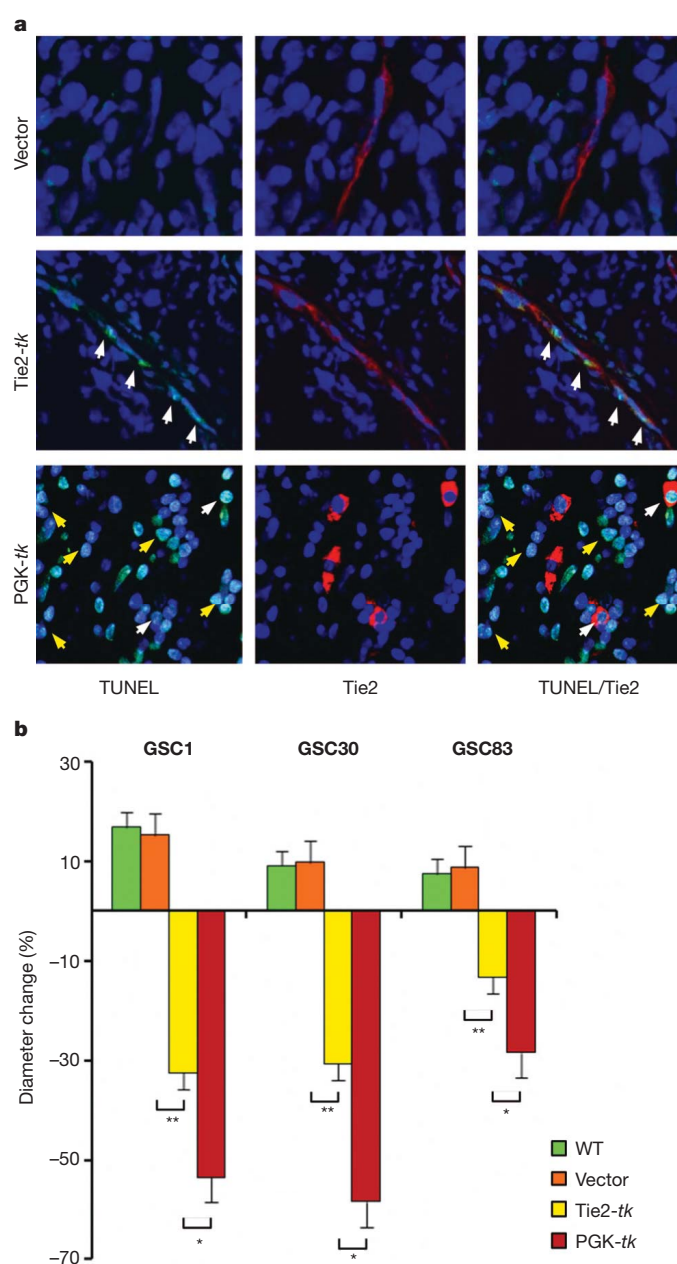 a
Vector
Tie2-tk
PGK-tk
TUNEL
Tie2
TUNEL/Tie2
b
GSC1
GSC30
GSC83
30
10
−10
−30
−50
−70
Diameter change (%)
**
*
**
*
**
*
WT
Vector
Tie2-tk
PGK-tk